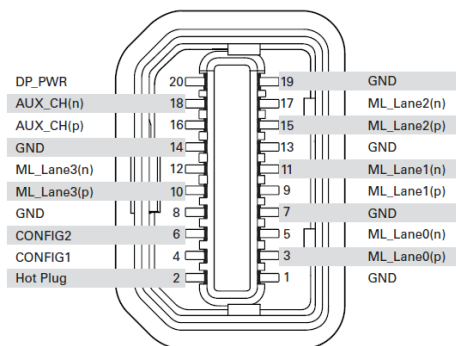 DP_PWR 20 19 GND
AUX_CH(n) 18 17 ML_Lane2(n)
AUX_CH(p) 16 15 ML_Lane2(p)
GND 14 13 GND
ML_Lane3(n) 12 11 ML_Lane1(n)
ML_Lane3(p) 10 9 ML_Lane1(p)
GND 8 7 GND
CONFIG2 6 5 ML_Lane0(n)
CONFIG1 4 3 ML_Lane0(p)
Hot Plug 2 1 GND